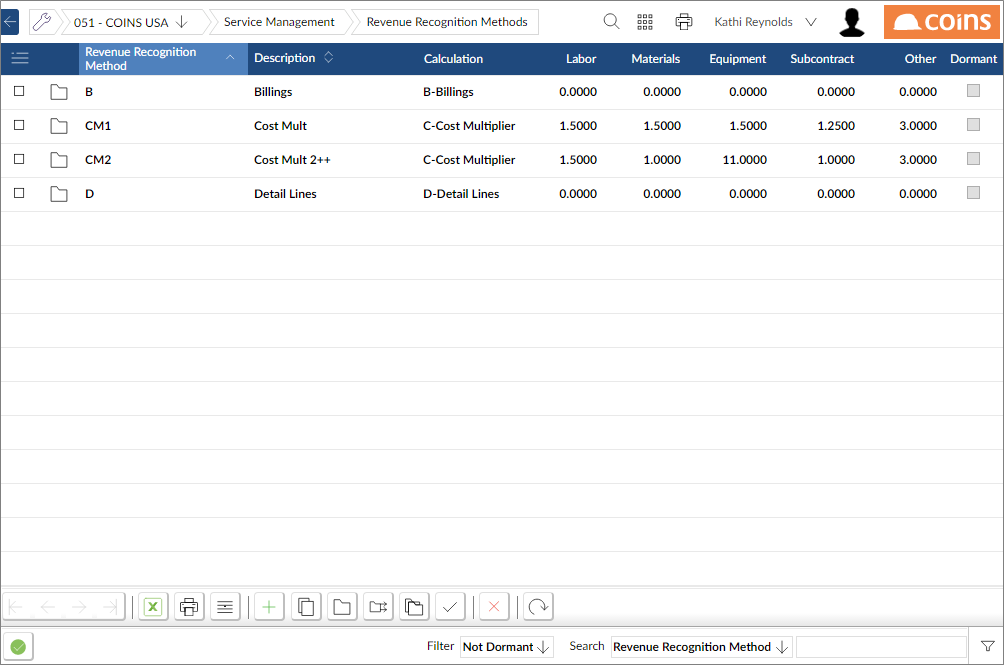 051 - COINS USA Service Management Revenue Recognition Methods Kathi Reynolds COINS
Revenue Recognition
Method Description Calculation Labor Materials Equipment Subcontract Other Dormant
B Billings B-Billings 0.0000 0.0000 0.0000 0.0000 0.0000
CM1 Cost Mult C-Cost Multiplier 1.5000 1.5000 1.5000 1.2500 3.0000
CM2 Cost Mult 2++ C-Cost Multiplier 1.5000 1.0000 11.0000 1.0000 3.0000
D Detail Lines D-Detail Lines 0.0000 0.0000 0.0000 0.0000 0.0000
Filter Not Dormant Search Revenue Recognition Method